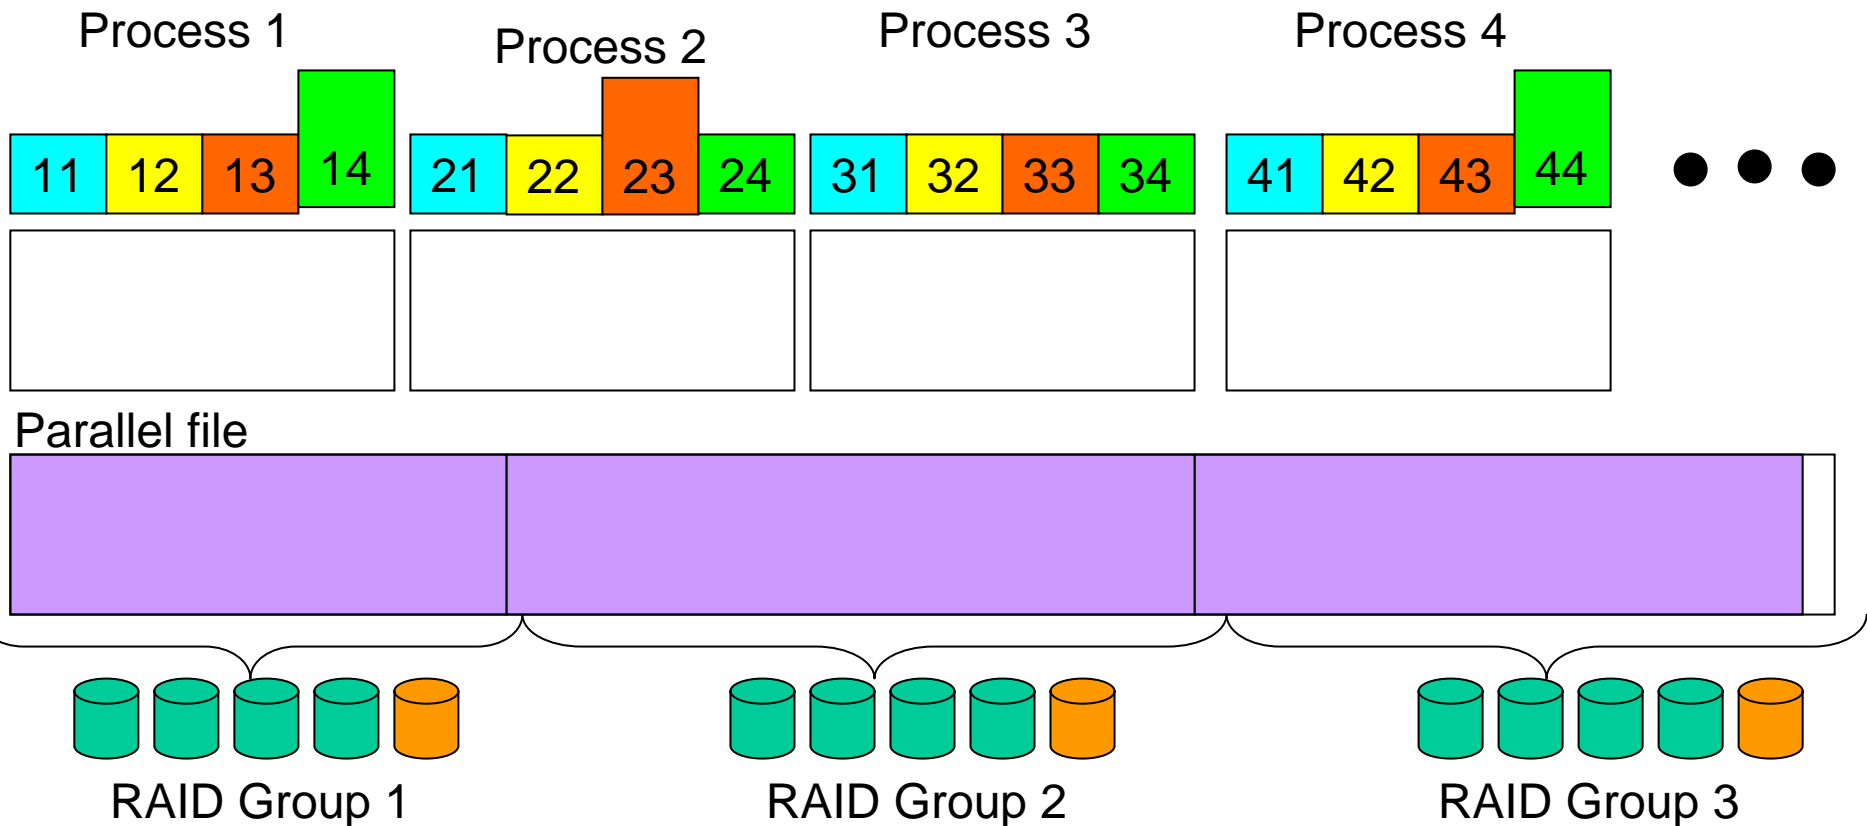 Process 1
Process 2
Process 3
Process 4
11 12 13 14 21 22 23 24 31 32 33 34 41 42 43 44
Parallel file
RAID Group 1
RAID Group 2
RAID Group 3